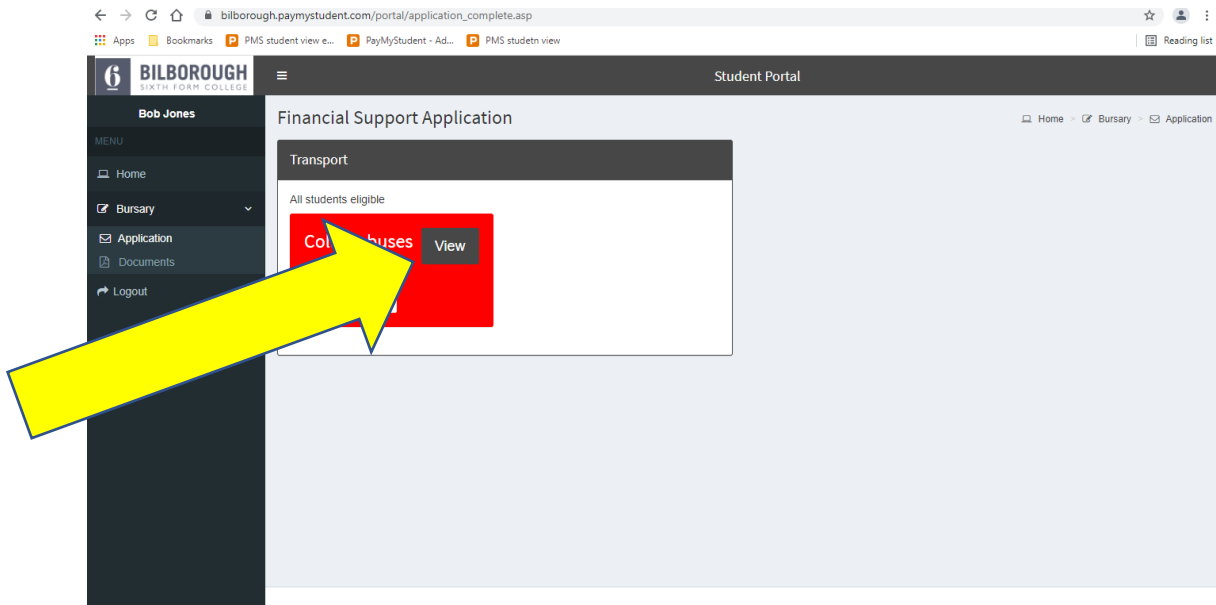 bilborough.paymystudent.com/portal/application_complete.asp
Apps Bookmarks PMS student view e... PayMyStudent - Ad... PMS studetn view Reading list
6 BILBOROUGH
SIXTH FORM COLLEGE
Student Portal
Bob Jones
MENU
Home
Bursary
Application
Documents
Logout
Financial Support Application
Home > Bursary > Application
Transport
All students eligible
buses View